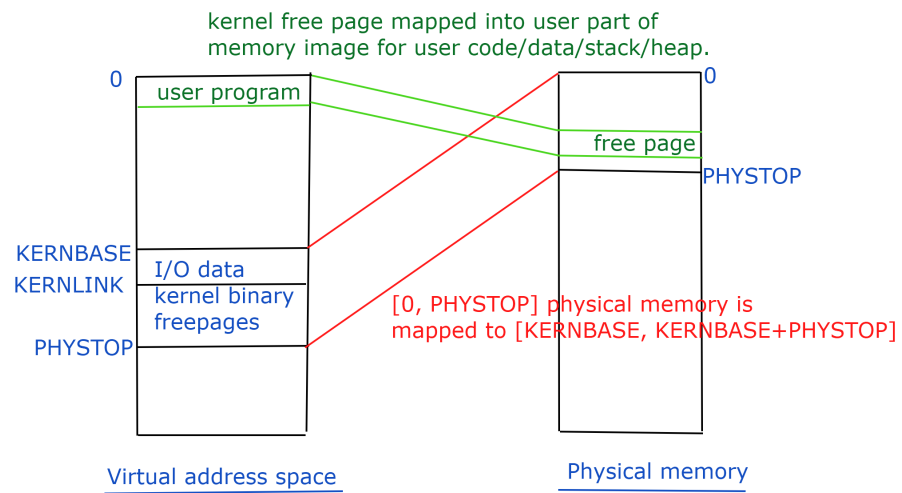 kernel free page mapped into user part of
memory image for user code/data/stack/heap.
0
user program
KERNBASE
I/O data
KERNLINK
kernel binary
freepages
PHYSTOP
0
free page
PHYSTOP
[0, PHYSTOP] physical memory is
mapped to [KERNBASE, KERNBASE+PHYSTOP]
Virtual address space
Physical memory